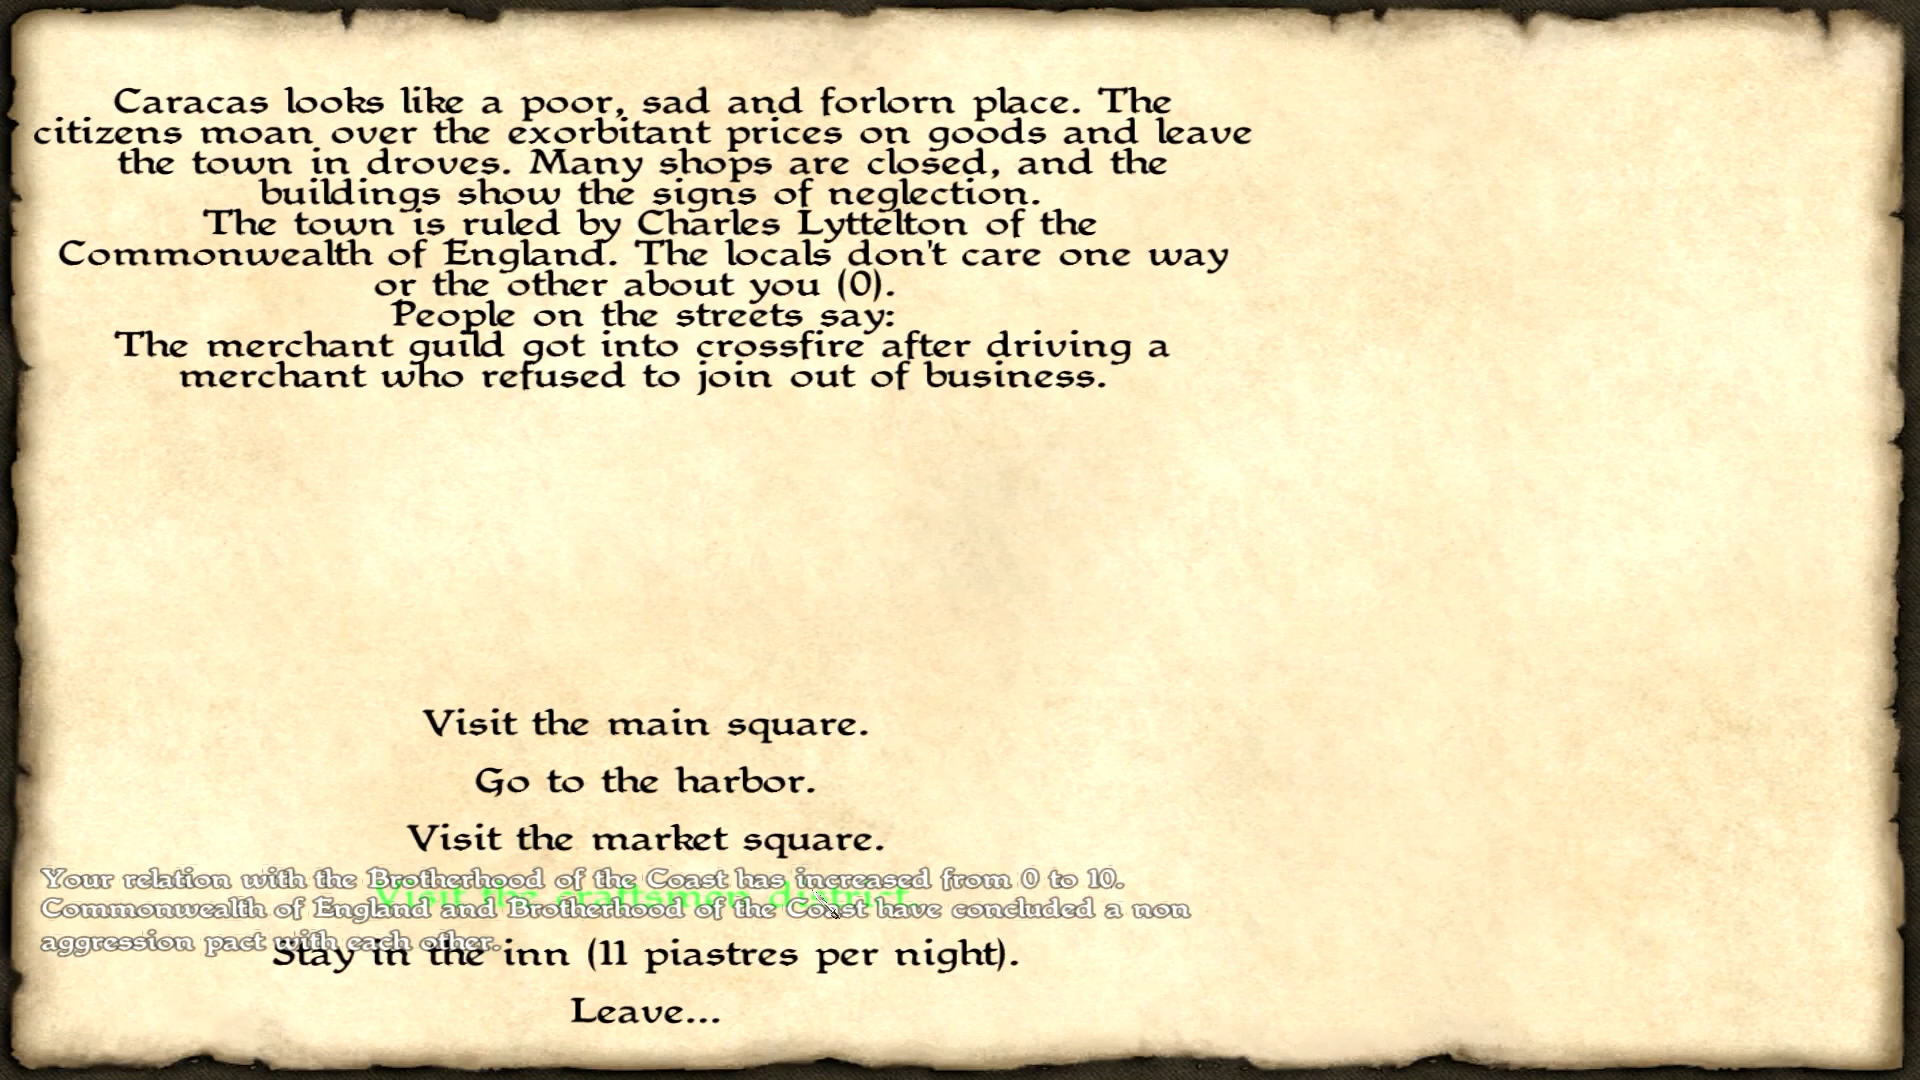 Caracas looks like a poor, sad and forlorn place. The
citizens moan over the exorbitant prices on goods and leave
the town in droves. Many shops are closed, and the
buildings show the signs of neglection.
The town is ruled by Charles Lyttelton of the
Commonwealth of England. The locals don't care one way
or the other about you (0).
People on the streets say:
The merchant guild got into crossfire after driving a
merchant who refused to join out of business.
Visit the main square.
Go to the harbor.
Visit the market square.
Your relation with the Brotherhood of the Coast has increased from 0 to 10.
Visit the craftsmen district.
Commonwealth of England and Brotherhood of the Coast have concluded a non
aggression pact with each other.
Stay in the inn (11 piastres per night).
Leave...